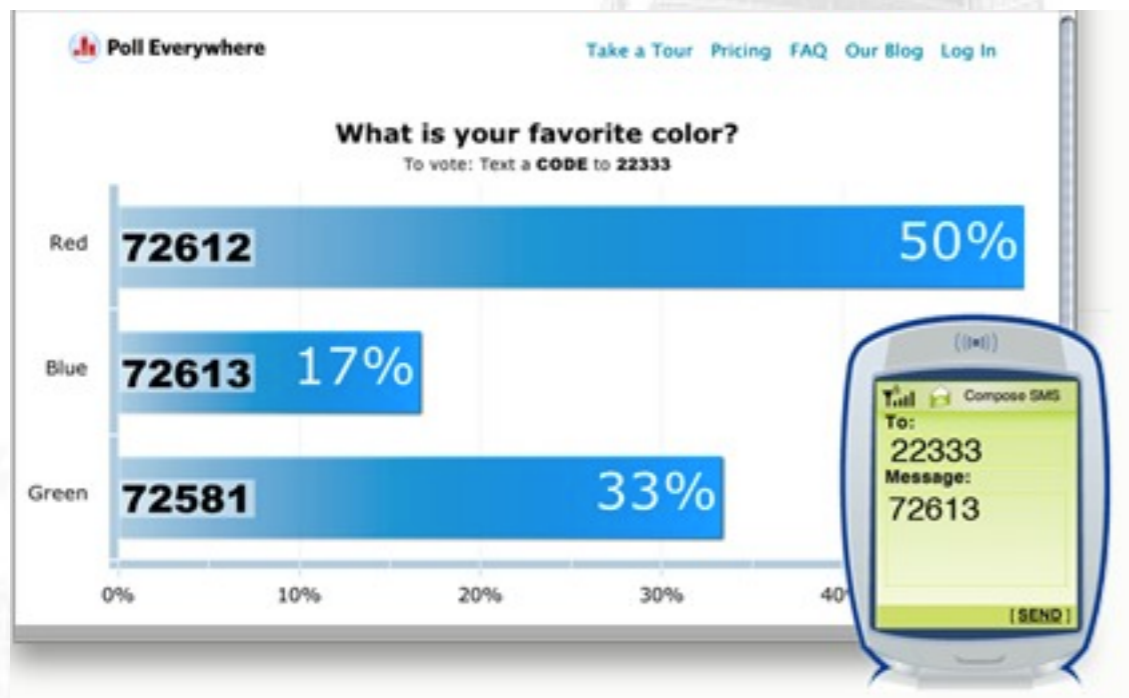 Poll Everywhere
Take a Tour Pricing FAQ Our Blog Log In
What is your favorite color?
To vote: Text a CODE to 22333
Red 72612 50%
Blue 72613 17%
Green 72581 33%
0% 10% 20% 30%
Compose SMS
To:
22333
Message:
72613
[SEND]